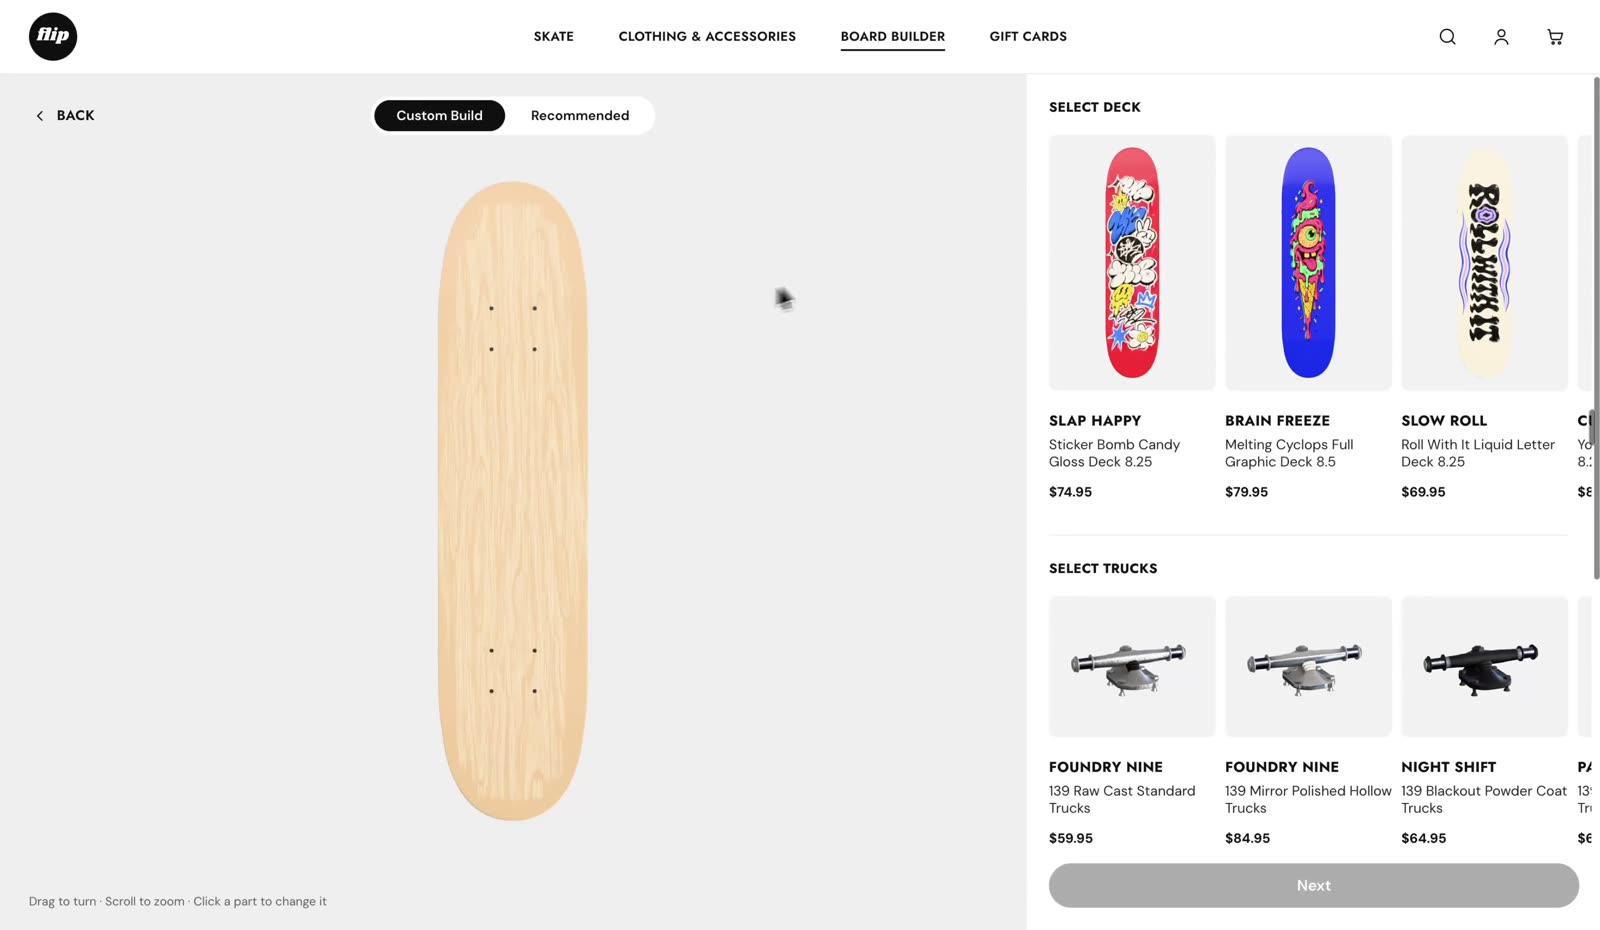 flip
SKATE
CLOTHING & ACCESSORIES
BOARD BUILDER
GIFT CARDS
BACK
Custom Build
Recommended
SELECT DECK
ROLL WITH IT
SLAP HAPPY
Sticker Bomb Candy
Gloss Deck 8.25
$74.95
BRAIN FREEZE
Melting Cyclops Full
Graphic Deck 8.5
$79.95
SLOW ROLL
Roll With It Liquid Letter
Deck 8.25
$69.95
SELECT TRUCKS
FOUNDRY NINE
139 Raw Cast Standard
Trucks
$59.95
FOUNDRY NINE
139 Mirror Polished Hollow
Trucks
$84.95
NIGHT SHIFT
139 Blackout Powder Coat
Trucks
$64.95
Next
Drag to turn · Scroll to zoom · Click a part to change it